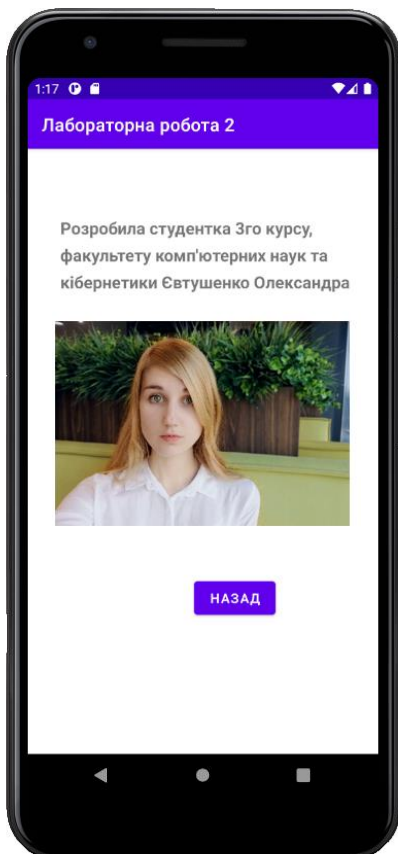 1:17
Лабораторна робота 2
Розробила студентка 3го курсу,
факультету комп'ютерних наук та
кібернетики Євтушенко Олександра
НАЗАД